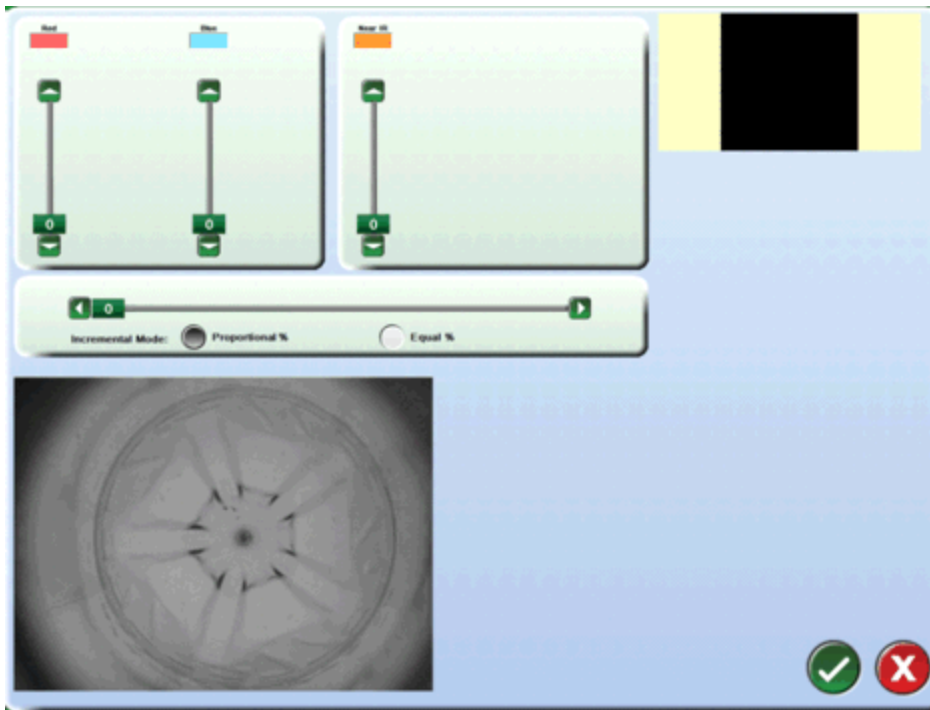 Red
Blue
Near IR
0
0
0
0
Incremental Mode:
Proportional %
Equal %